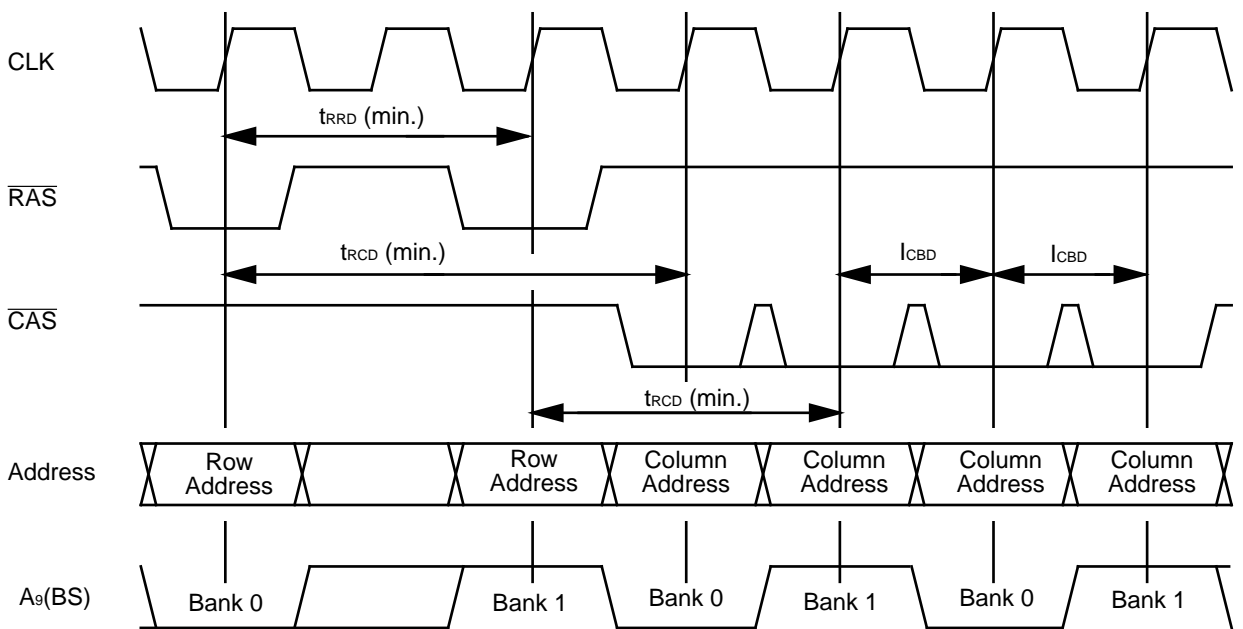 CLK
tRRD (min.)
RAS
tRCD (min.)
ICBD
ICBD
CAS
tRCD (min.)
Address
Row
Address
Row
Address
Column
Address
Column
Address
Column
Address
Column
Address
A9(BS)
Bank 0
Bank 1
Bank 0
Bank 1
Bank 0
Bank 1